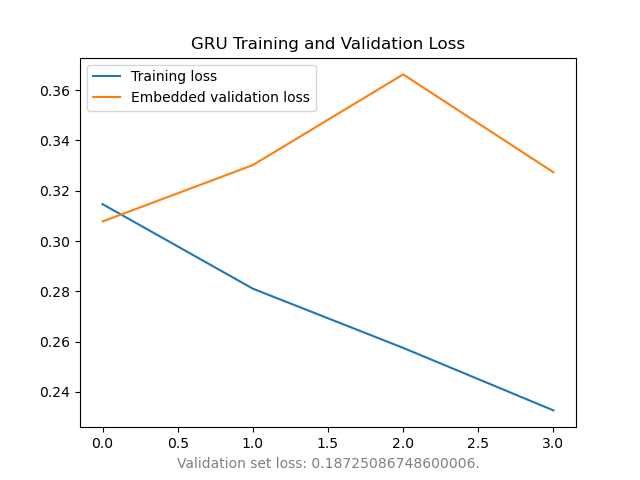 GRU Training and Validation Loss
Training loss
Embedded validation loss
0.36
0.34
0.32
0.30
0.28
0.26
0.24
0.0 0.5 1.0 1.5 2.0 2.5 3.0
Validation set loss: 0.18725086748600006.